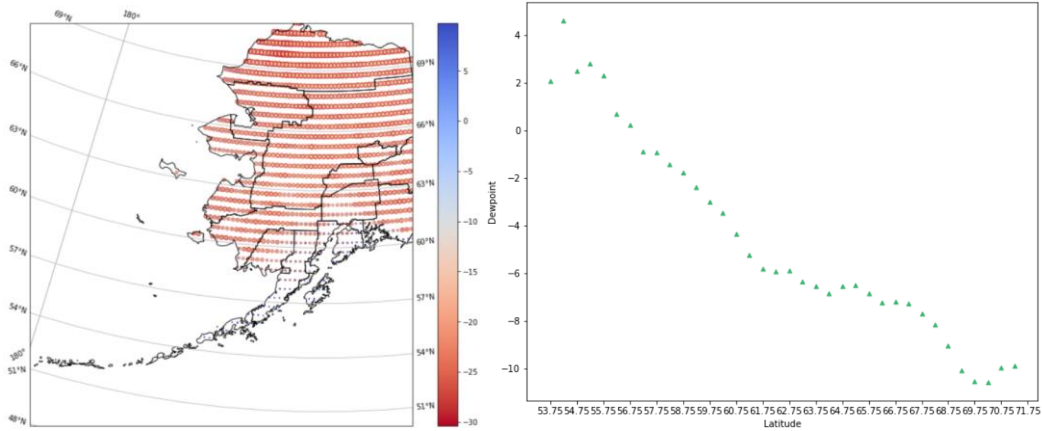 69°N 180°
66°N
63°N
60°N
57°N
54°N
180°
51°N
48°N
69°N
66°N
63°N
60°N
57°N
54°N
51°N
5
0
−5
−10
−15
−20
−25
−30
Dewpoint
4
2
0
−2
−4
−6
−8
−10
53.75 54.75 55.75 56.75 57.75 58.75 59.75 60.75 61.75 62.75 63.75 64.75 65.75 66.75 67.75 68.75 69.75 70.75 71.75
Latitude